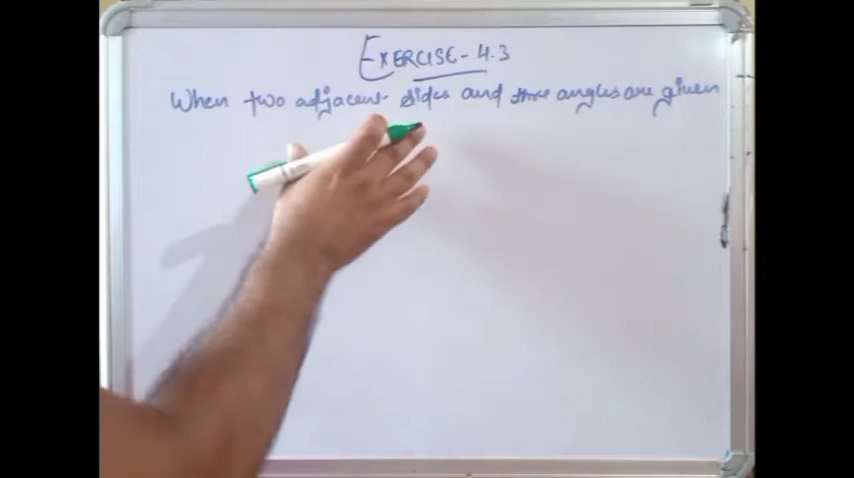 EXERCISE-4.3
When two adjacent sides and three angles are given